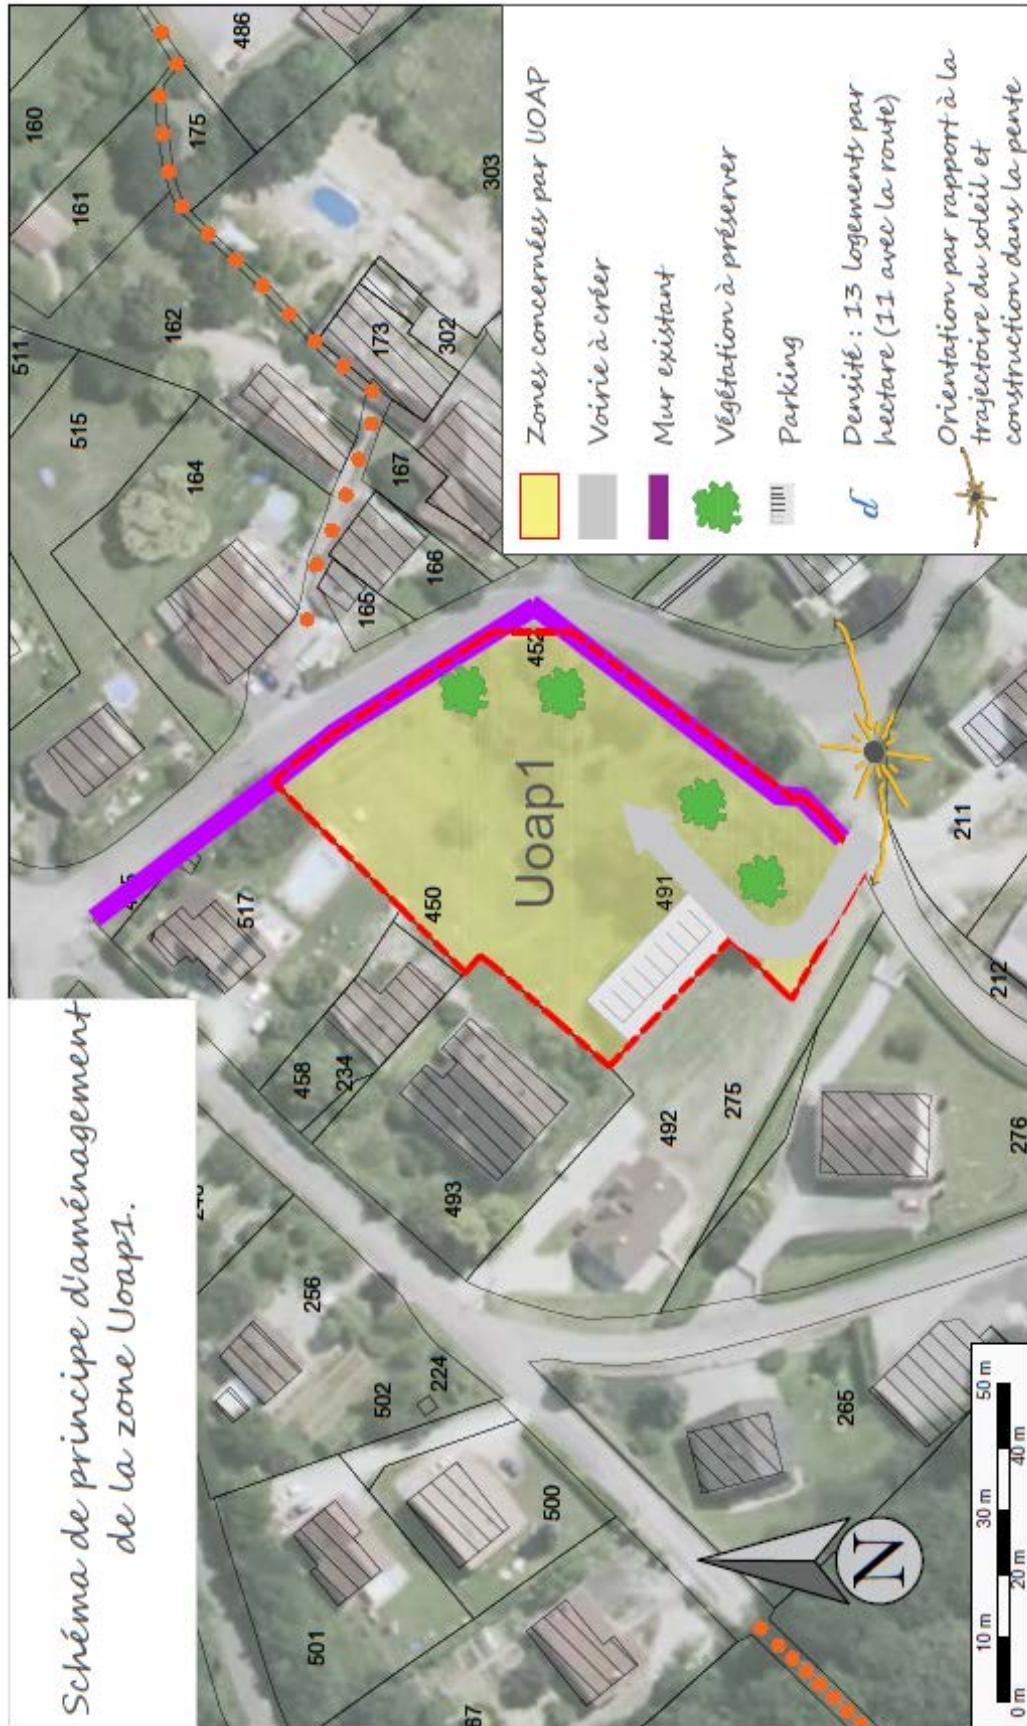 Schéma de principe d'aménagement
de la zone Uoap1.
Zones concernées par l'OAP
Voirie à créer
Mur existant
Végétation à préserver
Parking
d
Densité : 13 logements par
hectare (11 avec la route)
Orientation par rapport à la
trajectoire du soleil et
construction dans la pente
Uoap1
501
502
224
500
256
458
234
493
517
450
491
492
275
452
265
276
212
211
511
515
164
165
166
167
162
161
160
175
173
302
303
486
N
0 m
10 m
20 m
30 m
40 m
50 m